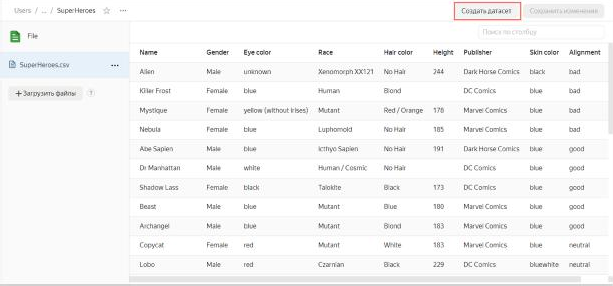 Users / ... / SuperHeroes
Создать датасет
Сохранить изменения
File
SuperHeroes.csv
+ Загрузить файлы ?
Поиск по столбцу
Name Gender Eye color Race Hair color Height Publisher Skin color Alignment
Alien Male unknown Xenomorph XX121 No Hair 244 Dark Horse Comics black bad
Killer Frost Female blue Human Blond DC Comics blue bad
Mystique Female yellow (without irises) Mutant Red / Orange 178 Marvel Comics blue bad
Nebula Female blue Luphomoid No Hair 185 Marvel Comics blue bad
Abe Sapien Male blue Icthyo Sapien No Hair 191 Dark Horse Comics blue good
Dr Manhattan Male white Human / Cosmic No Hair DC Comics blue good
Shadow Lass Female black Talokite Black 173 DC Comics blue good
Beast Male blue Mutant Blue 180 Marvel Comics blue good
Archangel Male blue Mutant Blond 183 Marvel Comics blue good
Copycat Female red Mutant White 183 Marvel Comics blue neutral
Lobo Male red Czarnian Black 229 DC Comics bluewhite neutral